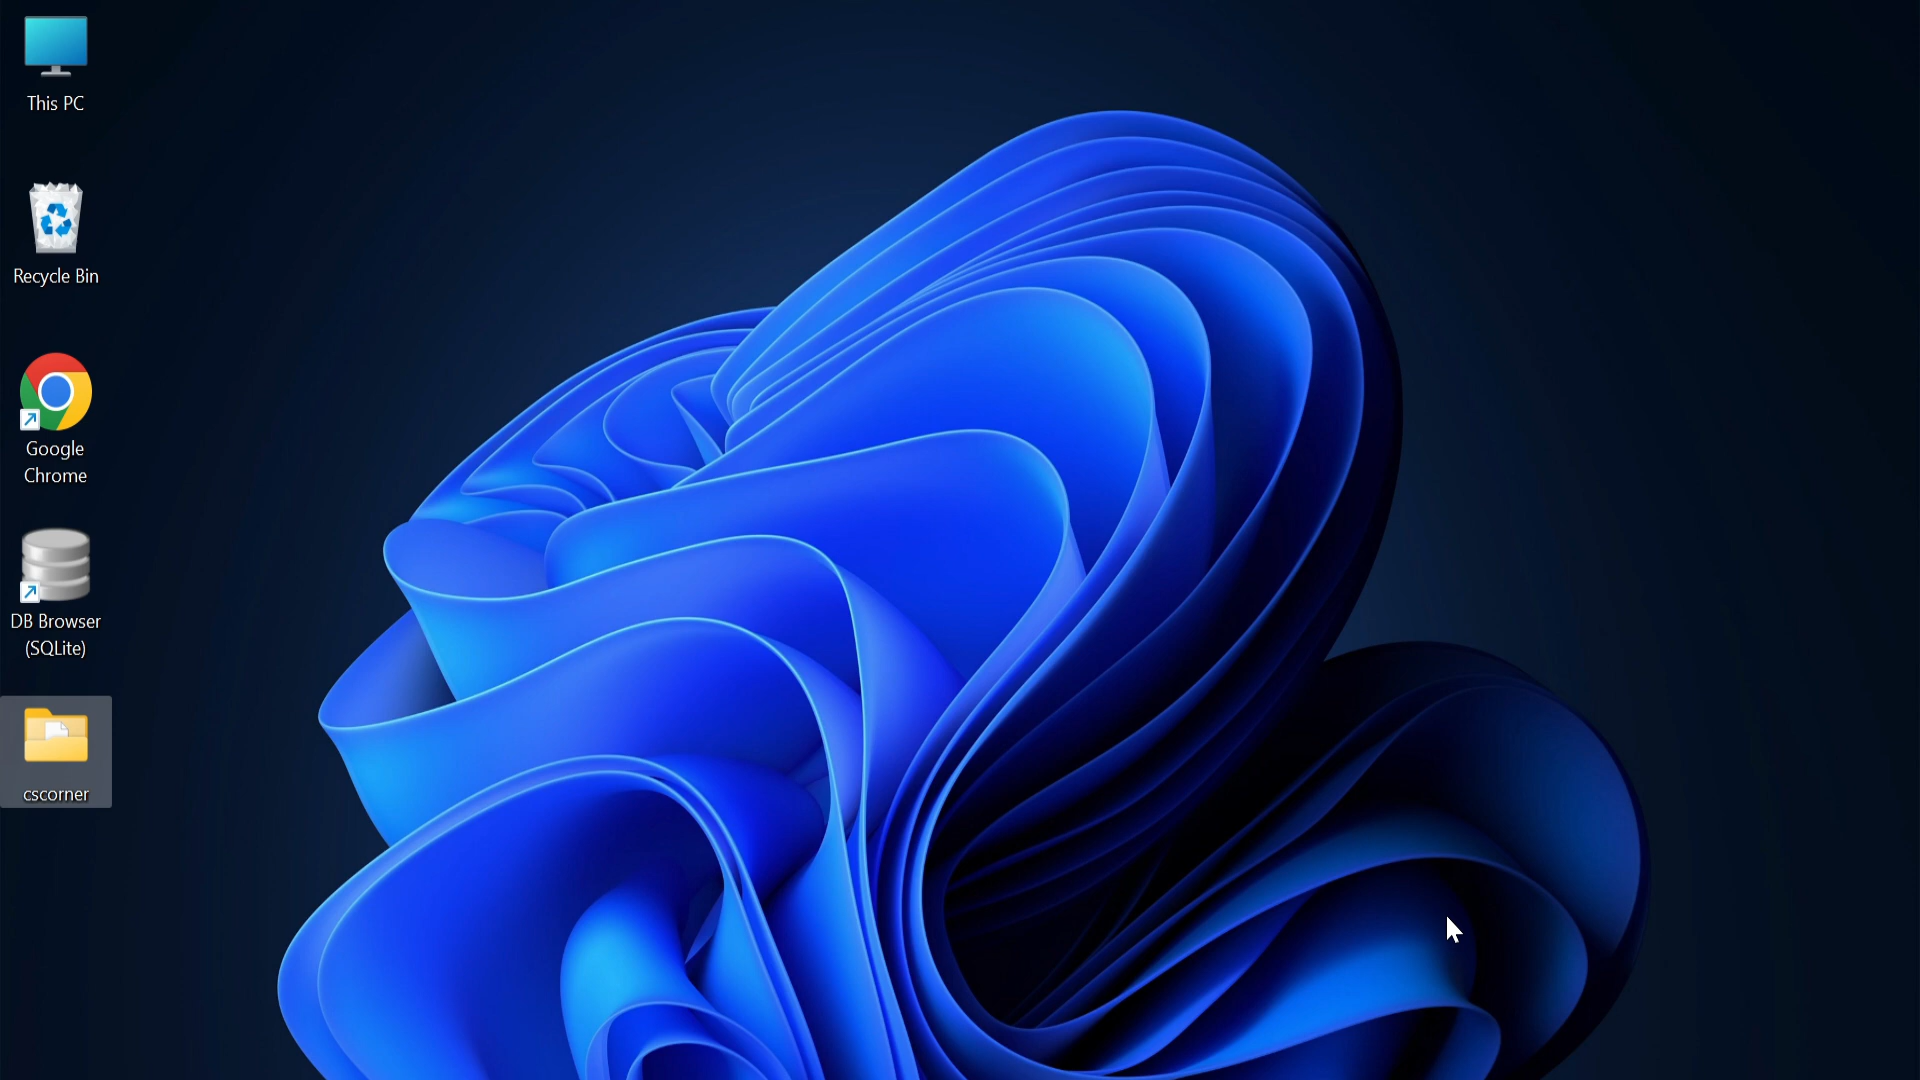 This PC
Recycle Bin
Google
Chrome
DB Browser
(SQLite)
cscorner